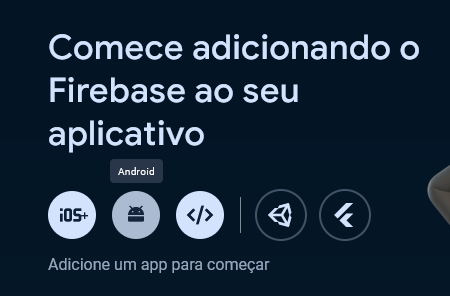 Comece adicionando o
Firebase ao seu
aplicativo
Android
iOS+
Adicione um app para começar